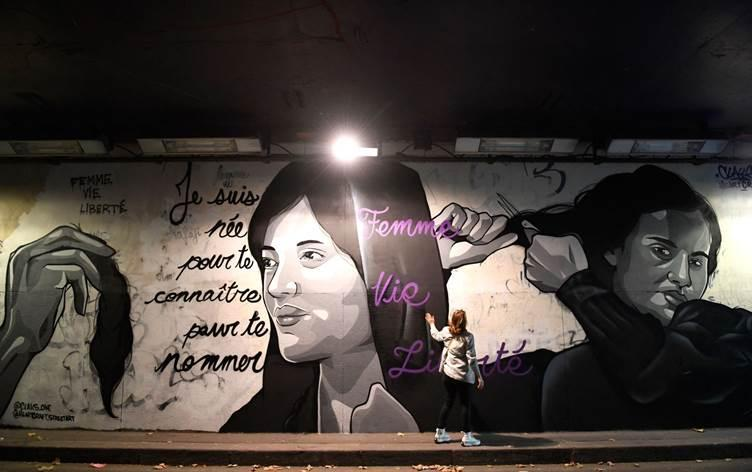 FEMME,
VIE
LIBERTÉ
Je suis
née
pour te
connaître
pour te
nommer
Femme
Vie
Liberté